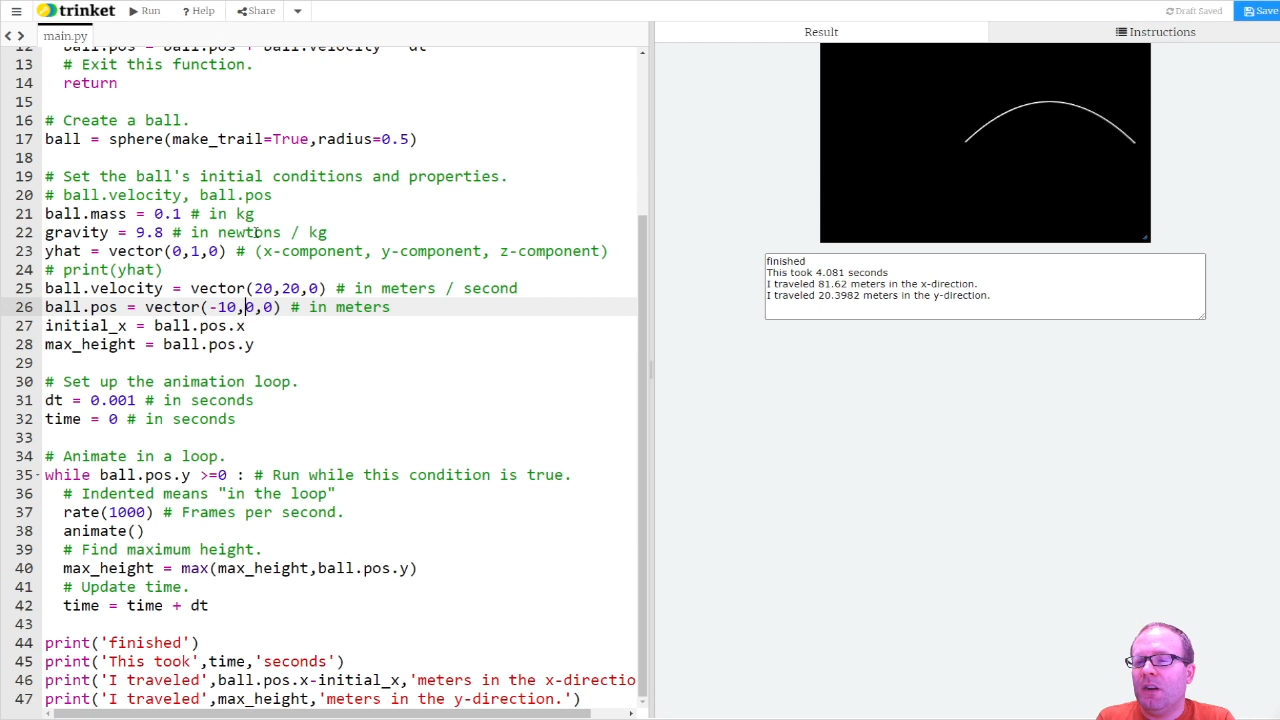 trinket Run ? Help Share Draft Saved Save
main.py Result Instructions
12 ball.pos = ball.pos + ball.velocity dt
13 # Exit this function.
14 return
15
16 # Create a ball.
17 ball = sphere(make_trail=True,radius=0.5)
18
19 # Set the ball's initial conditions and properties.
20 # ball.velocity, ball.pos
21 ball.mass = 0.1 # in kg
22 gravity = 9.8 # in newtons / kg
23 yhat = vector(0,1,0) # (x-component, y-component, z-component)
24 # print(yhat)
25 ball.velocity = vector(20,20,0) # in meters / second
26 ball.pos = vector(-10,0,0) # in meters
27 initial_x = ball.pos.x
28 max_height = ball.pos.y
29
30 # Set up the animation loop.
31 dt = 0.001 # in seconds
32 time = 0 # in seconds
33
34 # Animate in a loop.
35 while ball.pos.y >=0 : # Run while this condition is true.
36 # Indented means "in the loop"
37 rate(1000) # Frames per second.
38 animate()
39 # Find maximum height.
40 max_height = max(max_height,ball.pos.y)
41 # Update time.
42 time = time + dt
43
44 print('finished')
45 print('This took',time,'seconds')
46 print('I traveled',ball.pos.x-initial_x,'meters in the x-directio
47 print('I traveled',max_height,'meters in the y-direction.')
finished
This took 4.081 seconds
I traveled 81.62 meters in the x-direction.
I traveled 20.3982 meters in the y-direction.